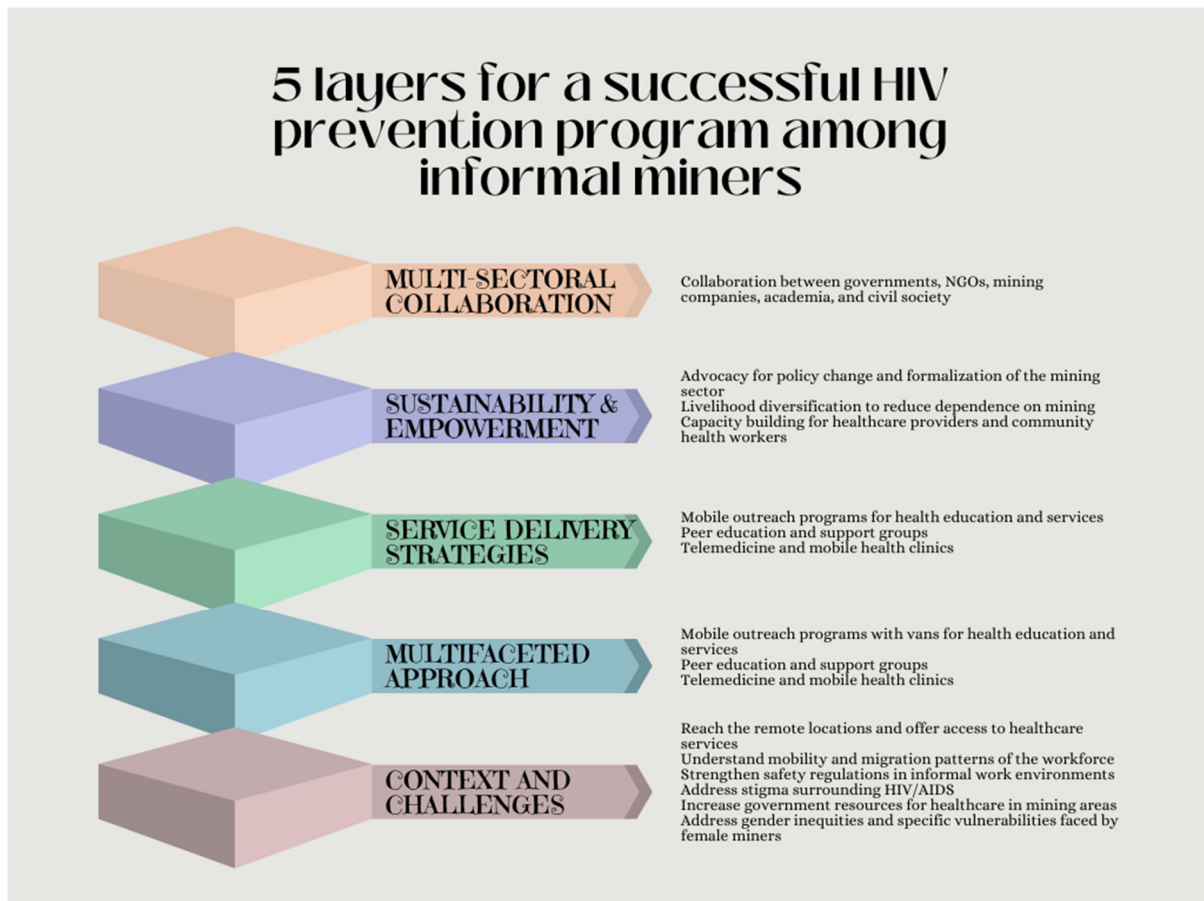 5 layers for a successful HIV
prevention program among
informal miners
MULTI-SECTORAL
COLLABORATION
Collaboration between governments, NGOs, mining
companies, academia, and civil society
SUSTAINABILITY &
EMPOWERMENT
Advocacy for policy change and formalization of the mining
sector
Livelihood diversification to reduce dependence on mining
Capacity building for healthcare providers and community
health workers
SERVICE DELIVERY
STRATEGIES
Mobile outreach programs for health education and services
Peer education and support groups
Telemedicine and mobile health clinics
MULTIFACETED
APPROACH
Mobile outreach programs with vans for health education and
services
Peer education and support groups
Telemedicine and mobile health clinics
CONTEXT AND
CHALLENGES
Reach the remote locations and offer access to healthcare
services
Understand mobility and migration patterns of the workforce
Strengthen safety regulations in informal work environments
Address stigma surrounding HIV/AIDS
Increase government resources for healthcare in mining areas
Address gender inequities and specific vulnerabilities faced by
female miners